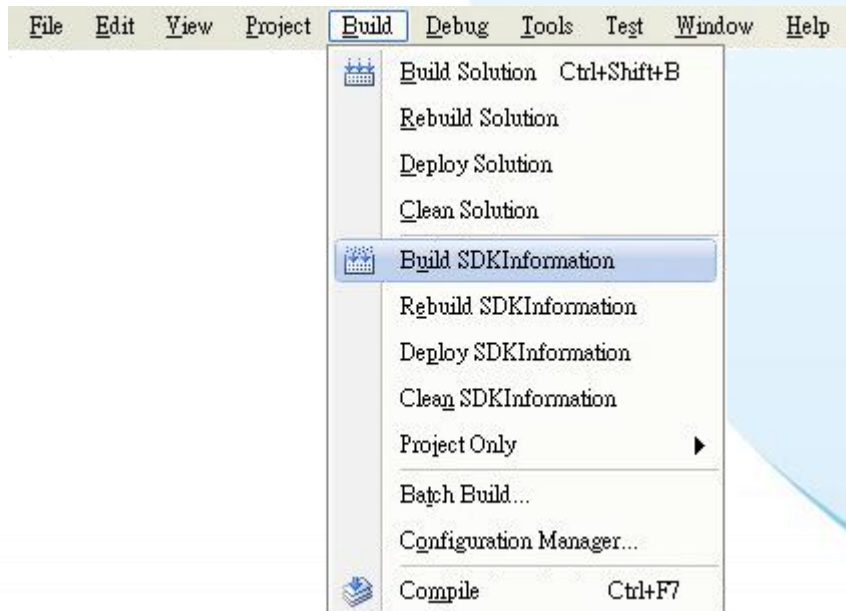 File Edit View Project Build Debug Tools Test Window Help
Build Solution Ctrl+Shift+B
Rebuild Solution
Deploy Solution
Clean Solution
Build SDKInformation
Rebuild SDKInformation
Deploy SDKInformation
Clean SDKInformation
Project Only
Batch Build...
Configuration Manager...
Compile Ctrl+F7